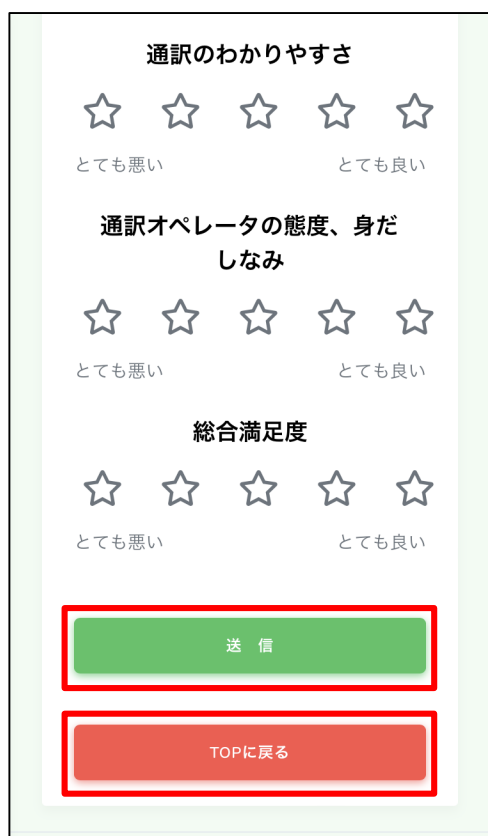 通訳のわかりやすさ
とても悪い とても良い
通訳オペレータの態度、身だ
しなみ
とても悪い とても良い
総合満足度
とても悪い とても良い
送　信
TOPに戻る